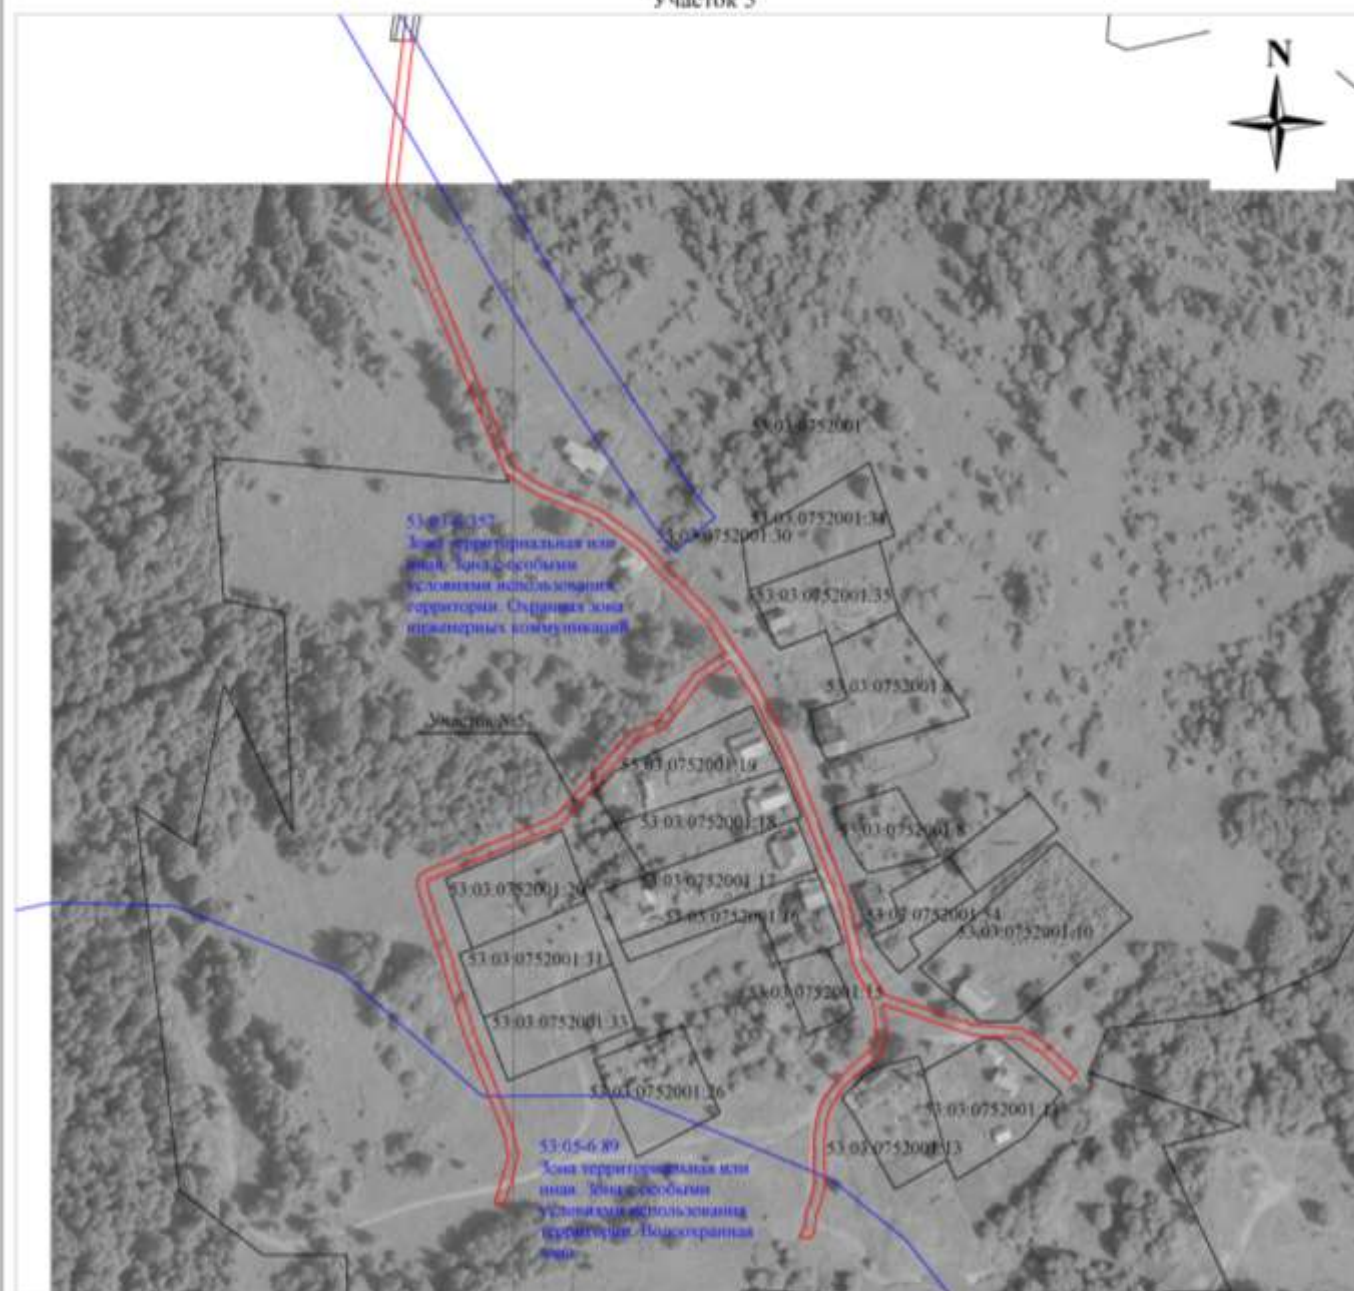 Участок 5
N
53:03:0752001
53:03:0752001:34
53:03:0752001:30
53:03-6.357
Зона территориальная или
иная. Зона с особыми
условиями использования
территории. Охранная зона
инженерных коммуникаций
53:03:0752001:35
53:03:0752001:6
Участок №5
53:03:0752001:19
53:03:0752001:18
53:03:0752001:8
53:03:0752001:17
53:03:0752001:20
53:03:0752001:16
53:03:0752001:54
53:03:0752001:10
53:03:0752001:31
53:03:0752001:15
53:03:0752001:33
53:03:0752001:26
53:03:0752001:13
53:05-6.89
Зона территориальная или
иная. Зона с особыми
условиями использования
территории. Водоохранная
зона